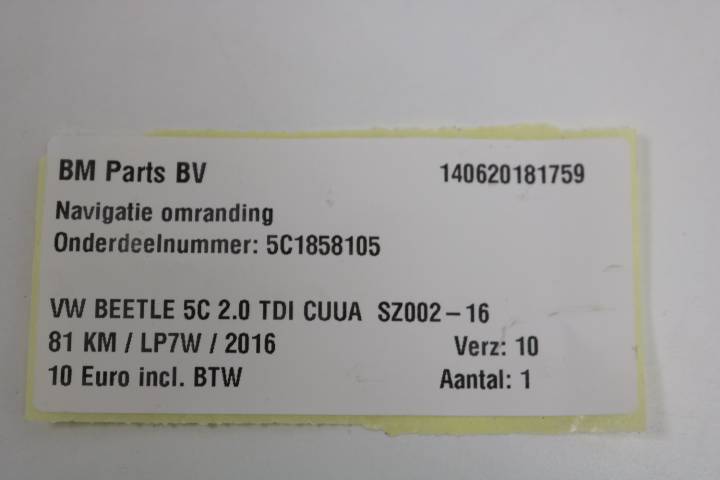 BM Parts BV 140620181759
Navigatie omranding
Onderdeelnummer: 5C1858105
VW BEETLE 5C 2.0 TDI CUUA SZ002-16
81 KM / LP7W / 2016 Verz: 10
10 Euro incl. BTW Aantal: 1